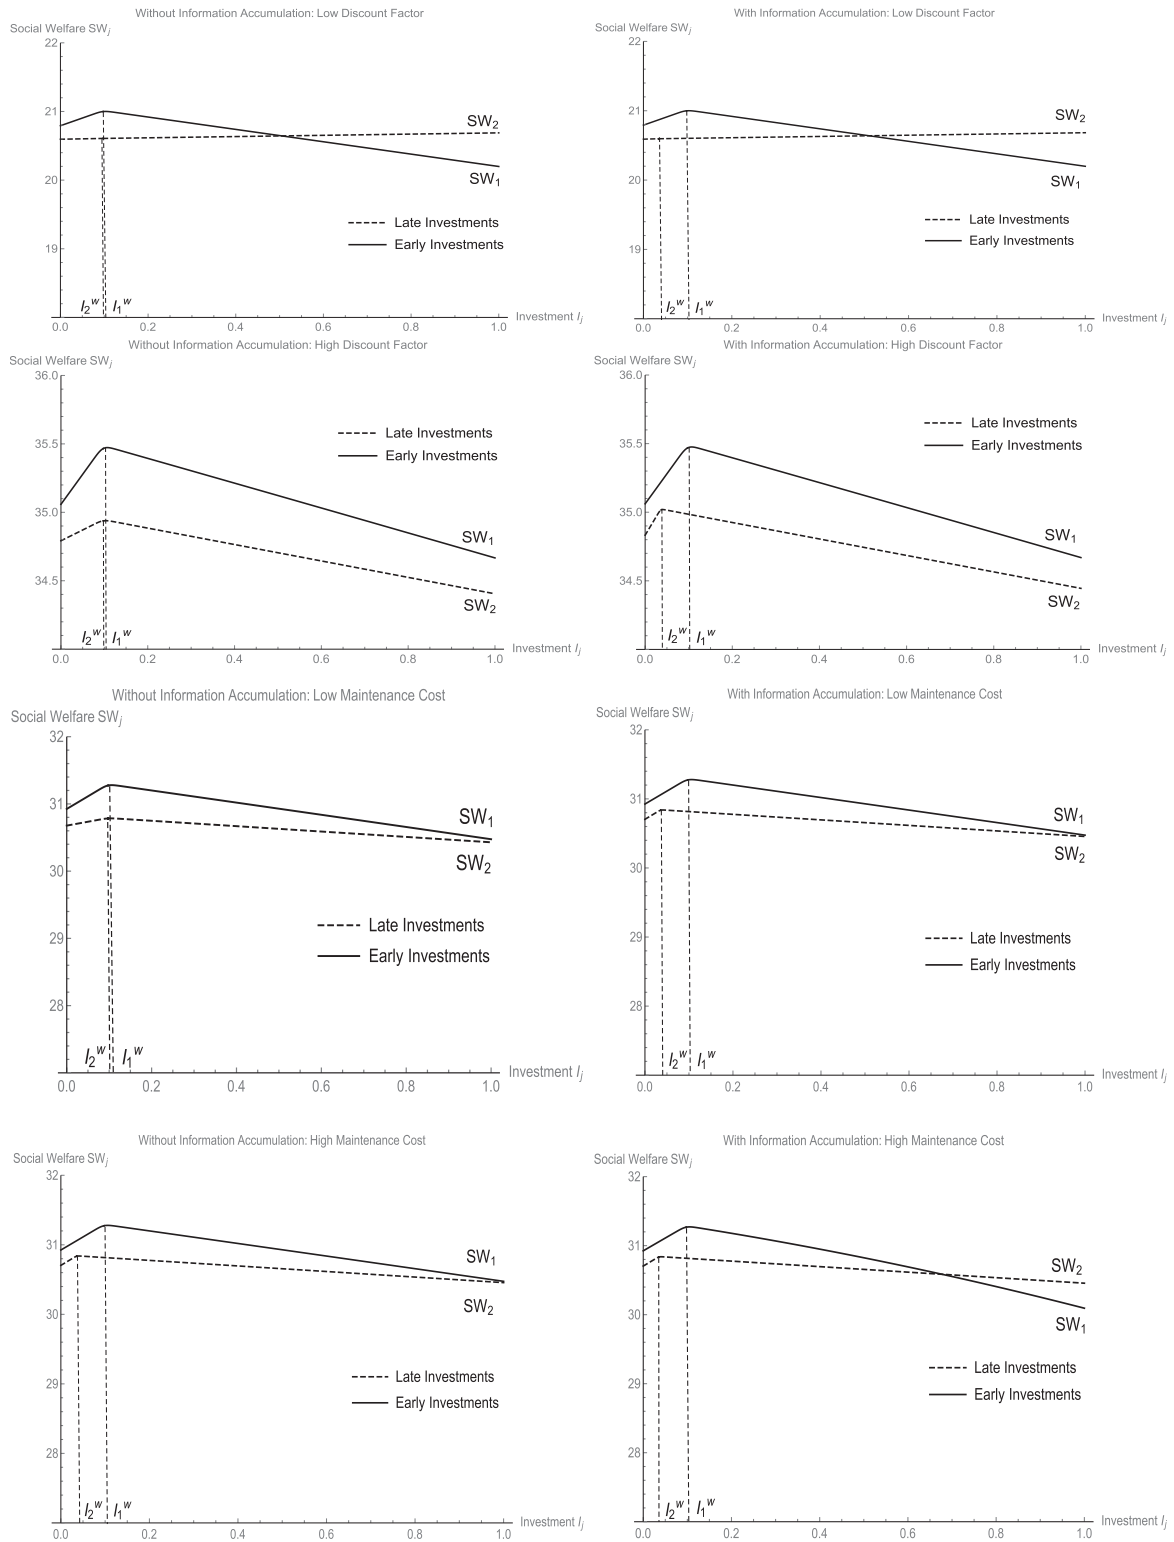 Without Information Accumulation: Low Discount Factor
Social Welfare SWj
22
21
20
19
SW2
SW1
Late Investments
Early Investments
I2w I1w
0.0 0.2 0.4 0.6 0.8 1.0
Investment Ij
With Information Accumulation: Low Discount Factor
Social Welfare SWj
22
21
20
19
SW2
SW1
Late Investments
Early Investments
I2w I1w
0.0 0.2 0.4 0.6 0.8 1.0
Investment Ij
Without Information Accumulation: High Discount Factor
Social Welfare SWj
36.0
35.5
35.0
34.5
Late Investments
Early Investments
SW1
SW2
I2w I1w
0.0 0.2 0.4 0.6 0.8 1.0
Investment Ij
With Information Accumulation: High Discount Factor
Social Welfare SWj
36.0
35.5
35.0
34.5
Late Investments
Early Investments
SW1
SW2
I2w I1w
0.0 0.2 0.4 0.6 0.8 1.0
Investment Ij
Without Information Accumulation: Low Maintenance Cost
Social Welfare SWj
32
31
30
29
28
SW1
SW2
Late Investments
Early Investments
I2w I1w
0.0 0.2 0.4 0.6 0.8 1.0
Investment Ij
With Information Accumulation: Low Maintenance Cost
Social Welfare SWj
32
31
30
29
28
SW1
SW2
Late Investments
Early Investments
I2w I1w
0.0 0.2 0.4 0.6 0.8 1.0
Investment Ij
Without Information Accumulation: High Maintenance Cost
Social Welfare SWj
32
31
30
29
28
SW1
SW2
Late Investments
Early Investments
I2w I1w
0.0 0.2 0.4 0.6 0.8 1.0
Investment Ij
With Information Accumulation: High Maintenance Cost
Social Welfare SWj
32
31
30
29
28
SW2
SW1
Late Investments
Early Investments
I2w I1w
0.0 0.2 0.4 0.6 0.8 1.0
Investment Ij